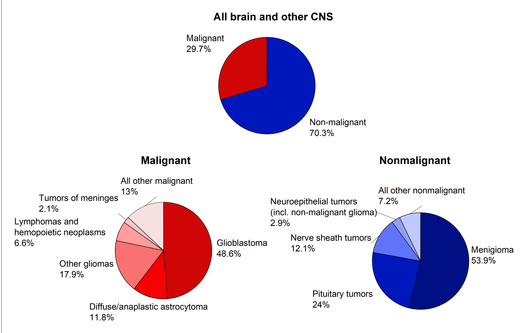 All brain and other CNS
Malignant
29.7%
Non-malignant
70.3%
Malignant
All other malignant
13%
Tumors of meninges
2.1%
Lymphomas and
hemopoietic neoplasms
6.6%
Other gliomas
17.9%
Diffuse/anaplastic astrocytoma
11.8%
Glioblastoma
48.6%
Nonmalignant
All other nonmalignant
7.2%
Neuroepithelial tumors
(incl. non-malignant glioma)
2.9%
Nerve sheath tumors
12.1%
Pituitary tumors
24%
Menigioma
53.9%